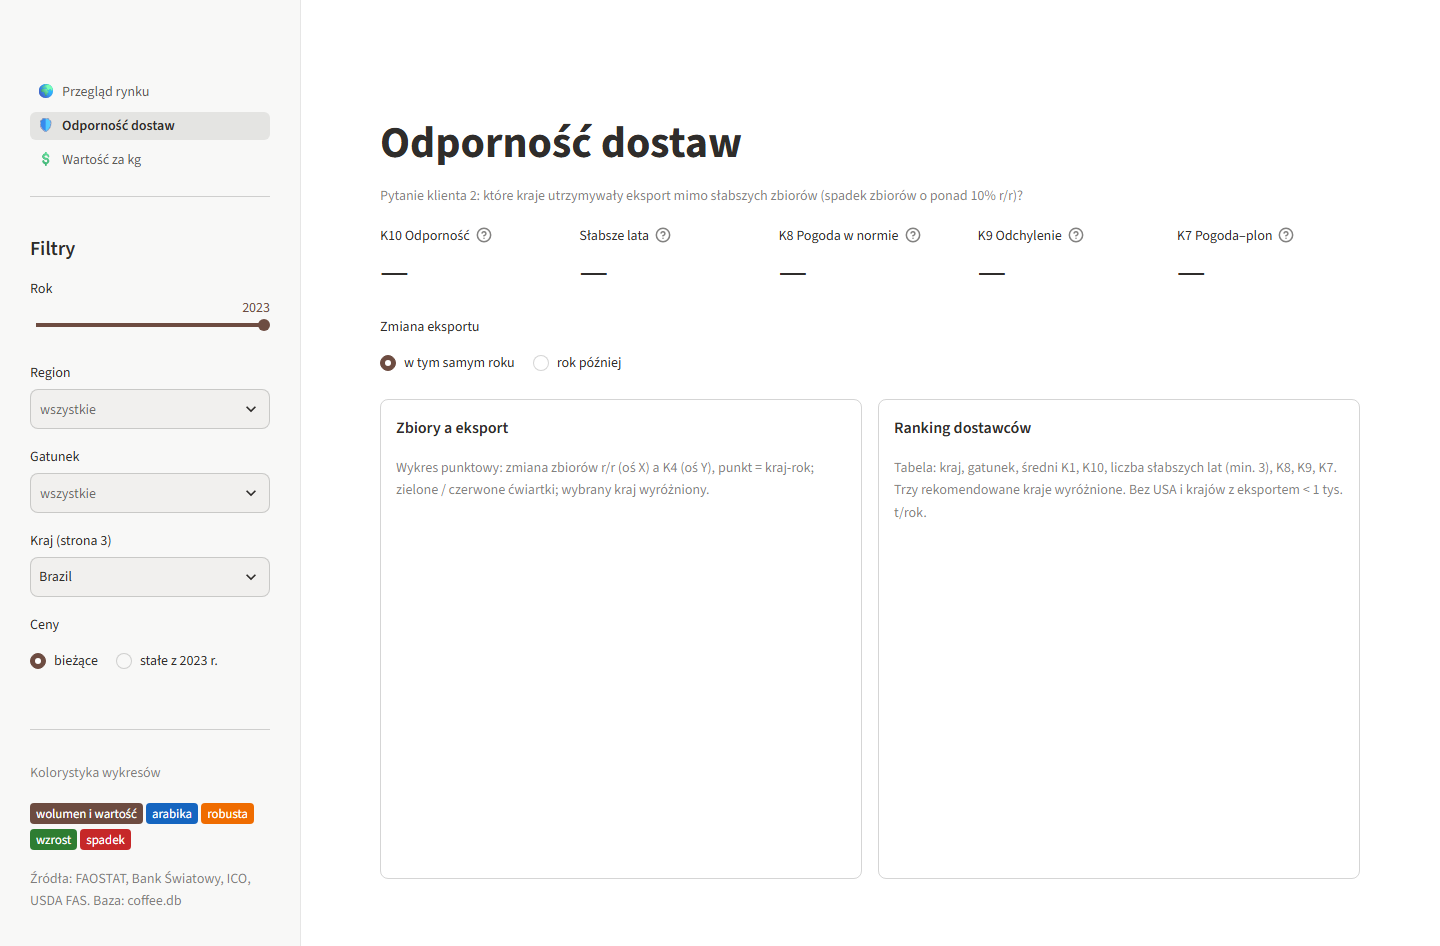 Przegląd rynku
Odporność dostaw
Wartość za kg
Filtry
Rok
2023
Region
wszystkie
Gatunek
wszystkie
Kraj (strona 3)
Brazil
Ceny
bieżące
stałe z 2023 r.
Kolorystyka wykresów
wolumen i wartość arabika robusta
wzrost spadek
Źródła: FAOSTAT, Bank Światowy, ICO,
USDA FAS. Baza: coffee.db
Odporność dostaw
Pytanie klienta 2: które kraje utrzymywały eksport mimo słabszych zbiorów (spadek zbiorów o ponad 10% r/r)?
K10 Odporność
—
Słabsze lata
—
K8 Pogoda w normie
—
K9 Odchylenie
—
K7 Pogoda–plon
—
Zmiana eksportu
w tym samym roku
rok później
Zbiory a eksport
Wykres punktowy: zmiana zbiorów r/r (oś X) a K4 (oś Y), punkt = kraj-rok;
zielone / czerwone ćwiartki; wybrany kraj wyróżniony.
Ranking dostawców
Tabela: kraj, gatunek, średni K1, K10, liczba słabszych lat (min. 3), K8, K9, K7.
Trzy rekomendowane kraje wyróżnione. Bez USA i krajów z eksportem < 1 tys.
t/rok.